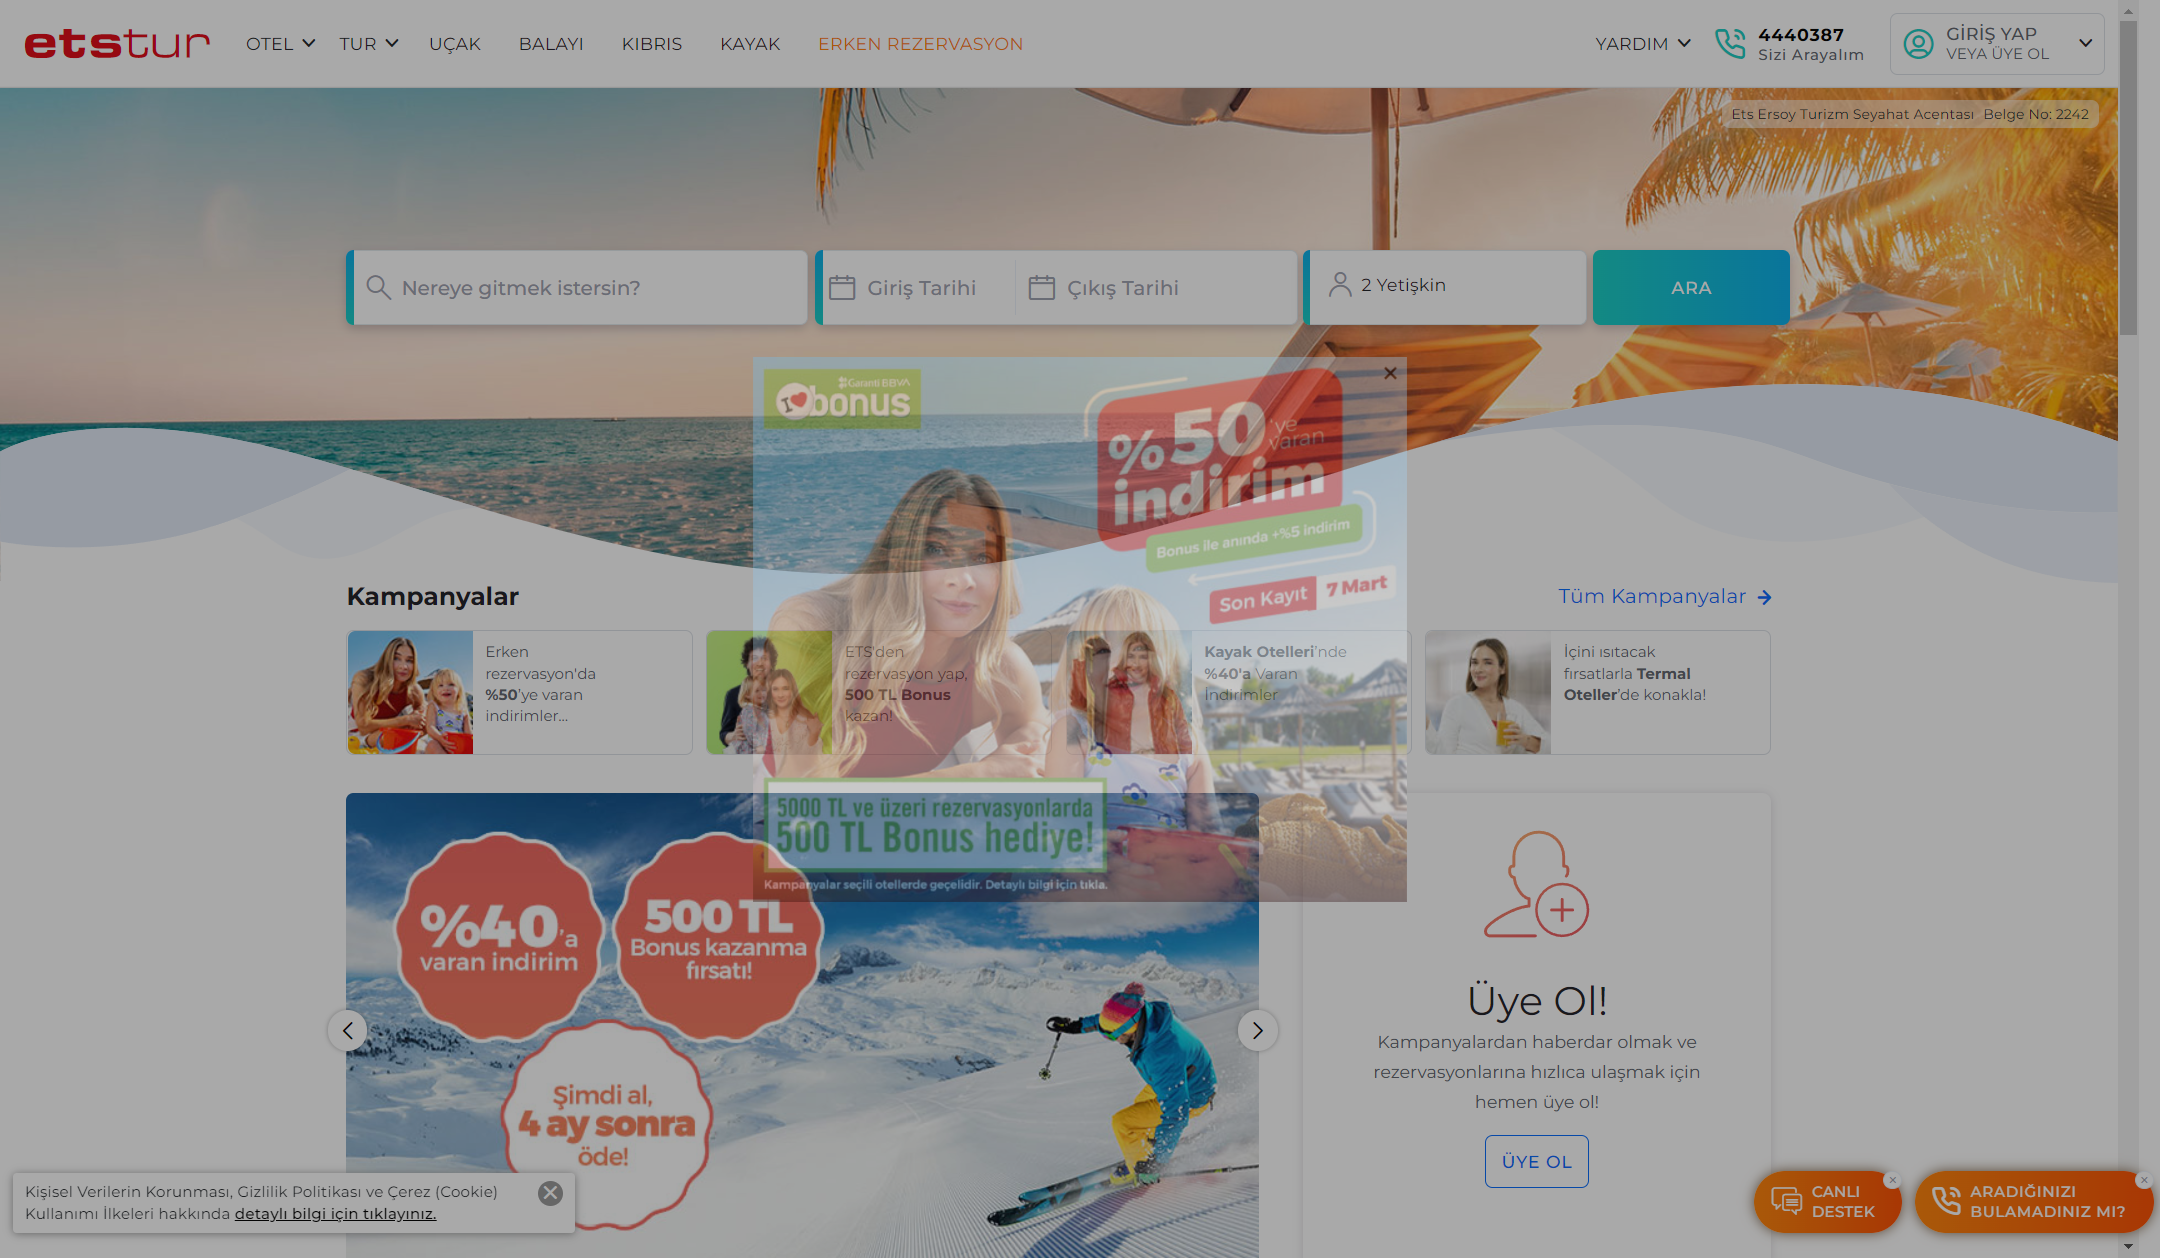 etstur
OTEL
TUR
UÇAK
BALAYI
KIBRIS
KAYAK
ERKEN REZERVASYON
YARDIM
4440387
Sizi Arayalım
GİRİŞ YAP
VEYA ÜYE OL
Ets Ersoy Turizm Seyahat Acentası Belge No: 2242
Nereye gitmek istersin?
Giriş Tarihi
Çıkış Tarihi
2 Yetişkin
ARA
Garanti BBVA
I bonus
%50'ye
varan
indirim
Bonus ile anında +%5 indirim
Son Kayıt 7 Mart
5000 TL ve üzeri rezervasyonlarda
500 TL Bonus hediye!
Kampanyalar seçili otellerde geçelidir. Detaylı bilgi için tıkla.
Kampanyalar
Tüm Kampanyalar
Erken
rezervasyon'da
%50'ye varan
indirimler...
ETS'den
rezervasyon yap,
500 TL Bonus
kazan!
Kayak Otelleri'nde
%40'a Varan
İndirimler
İçini ısıtacak
fırsatlarla Termal
Oteller'de konakla!
%40'a
varan indirim
500 TL
Bonus kazanma
fırsatı!
Şimdi al,
4 ay sonra
öde!
Üye Ol!
Kampanyalardan haberdar olmak ve
rezervasyonlarına hızlıca ulaşmak için
hemen üye ol!
ÜYE OL
Kişisel Verilerin Korunması, Gizlilik Politikası ve Çerez (Cookie)
Kullanımı İlkeleri hakkında detaylı bilgi için tıklayınız.
CANLI
DESTEK
ARADIĞINIZI
BULAMADINIZ MI?